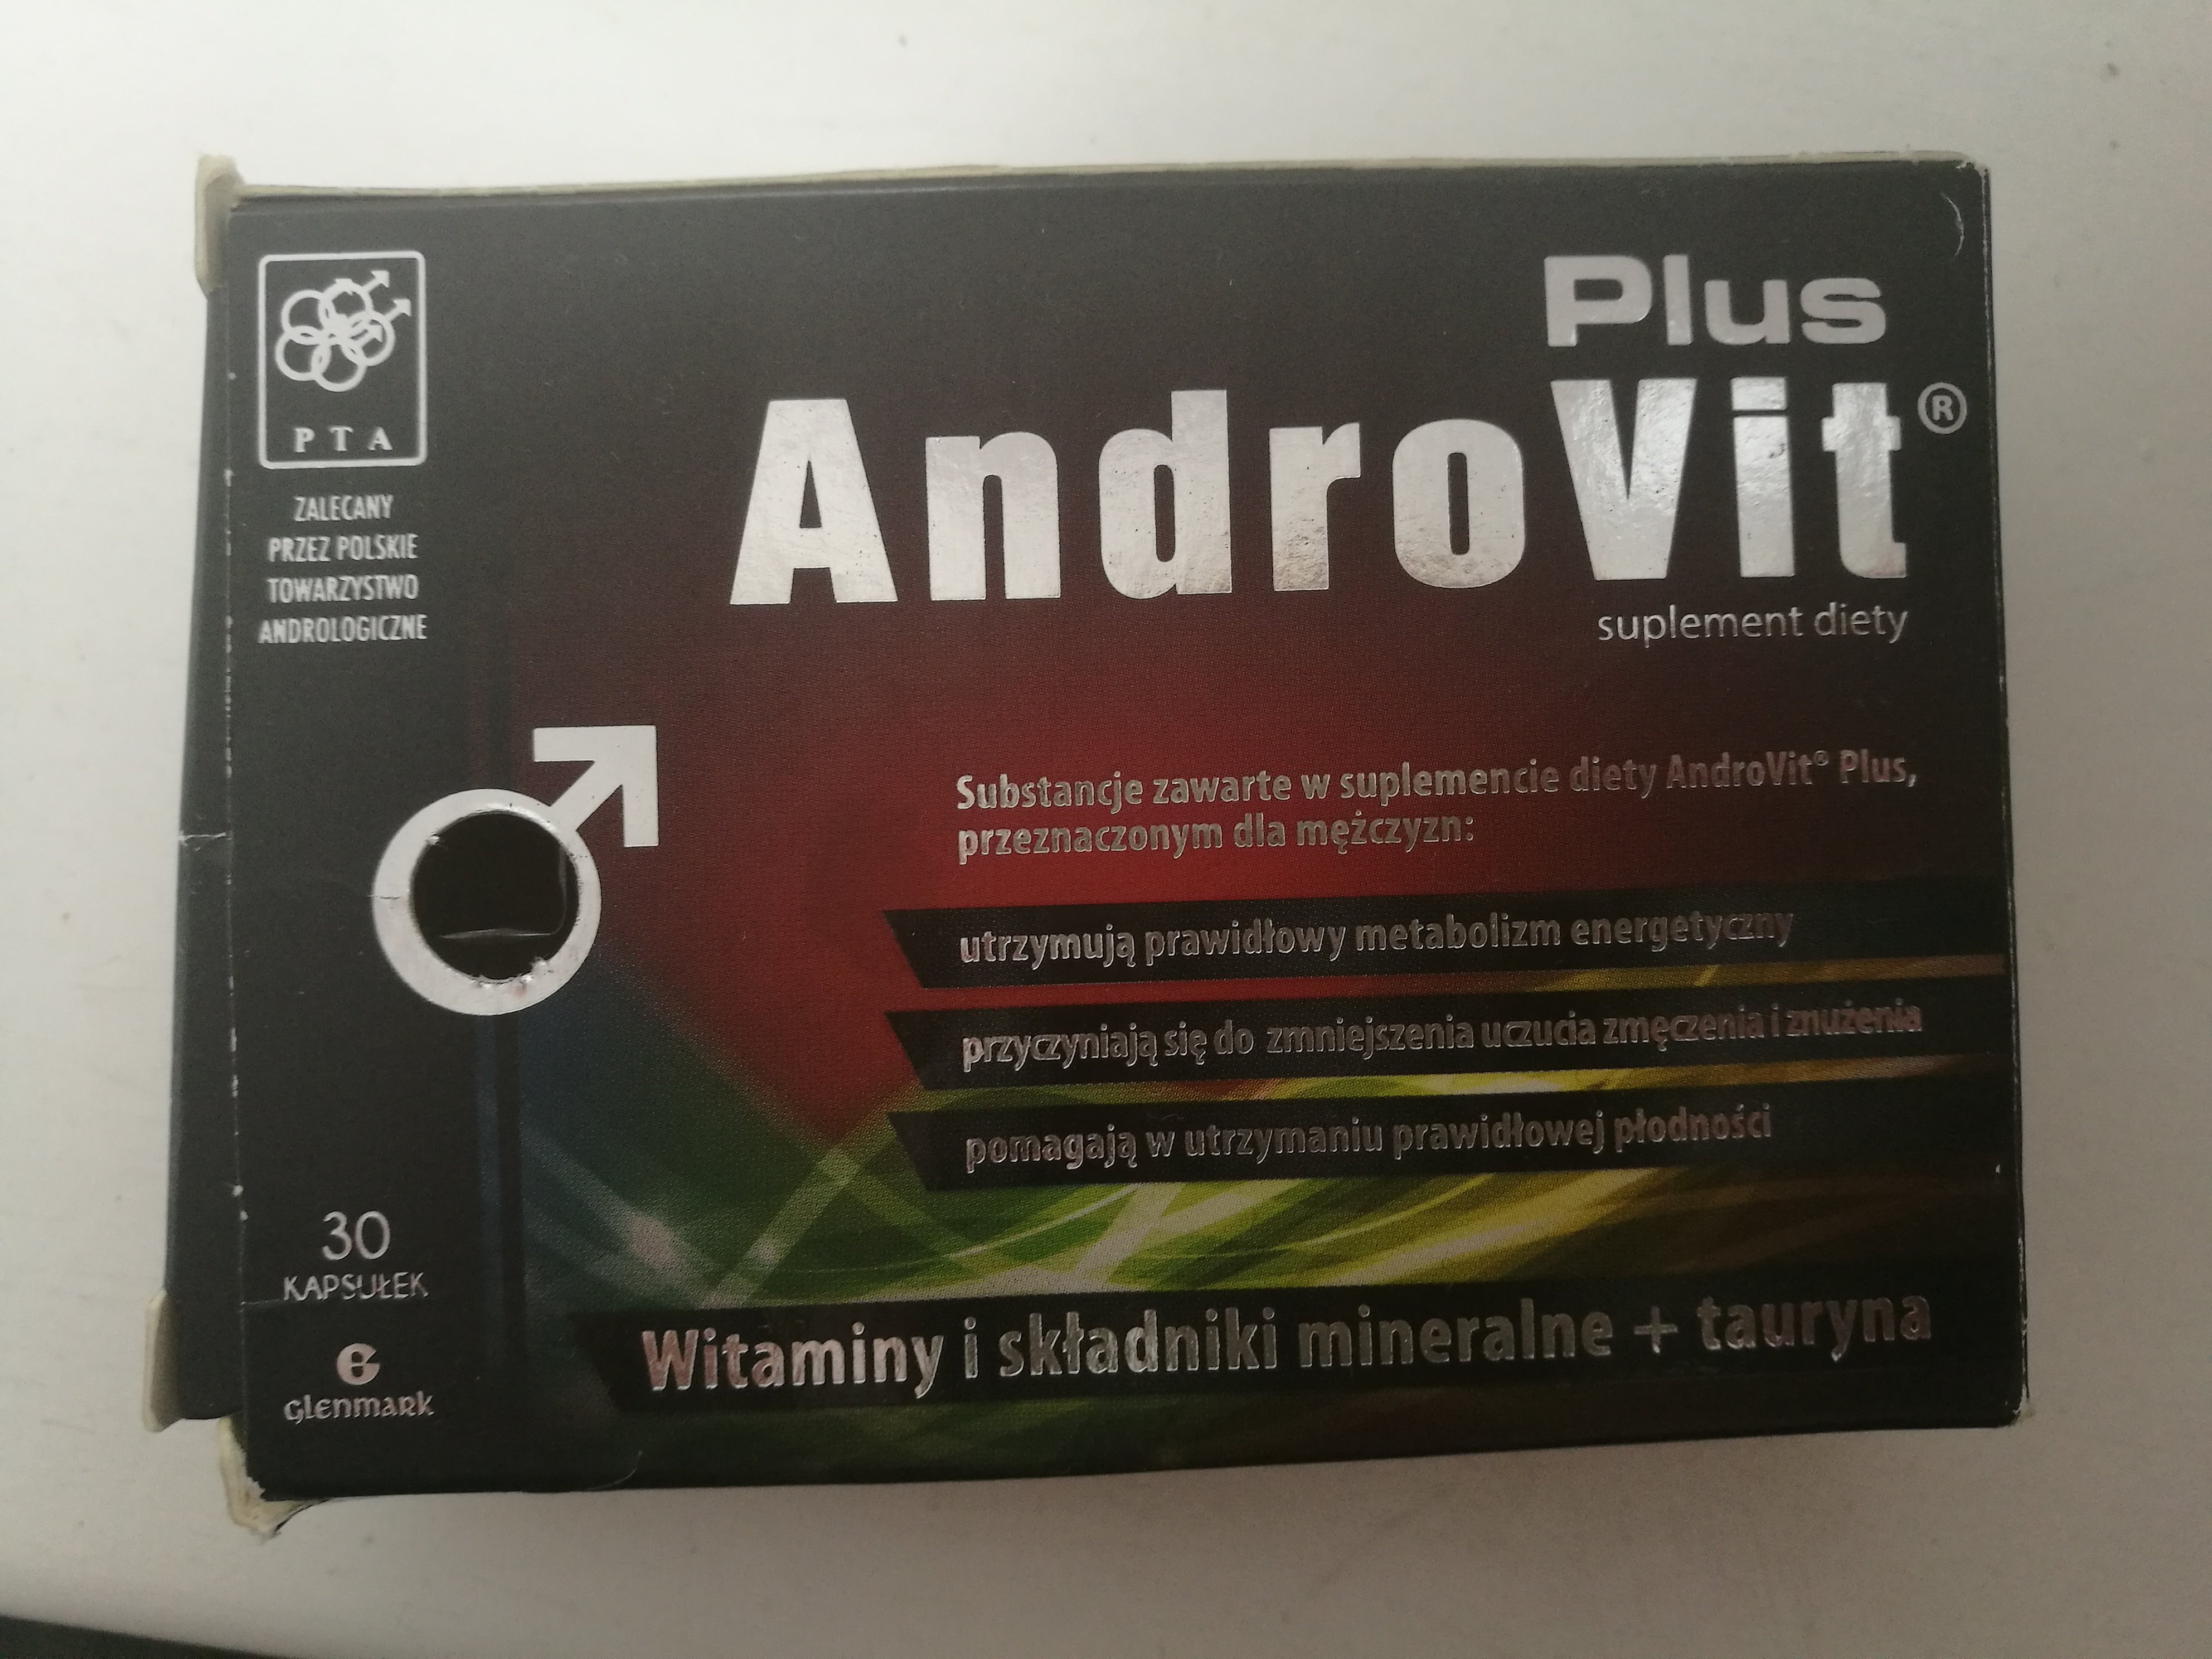 PTA
ZALECANY
PRZEZ POLSKIE
TOWARZYSTWO
ANDROLOGICZNE
Plus
AndroVit®
suplement diety
Substancje zawarte w suplemencie diety AndroVit® Plus,
przeznaczonym dla mężczyzn:
utrzymują prawidłowy metabolizm energetyczny
przyczyniają się do zmniejszenia uczucia zmęczenia i znużenia
pomagają w utrzymaniu prawidłowej płodności
30
KAPSUŁEK
glenmark
Witaminy i składniki mineralne + tauryna